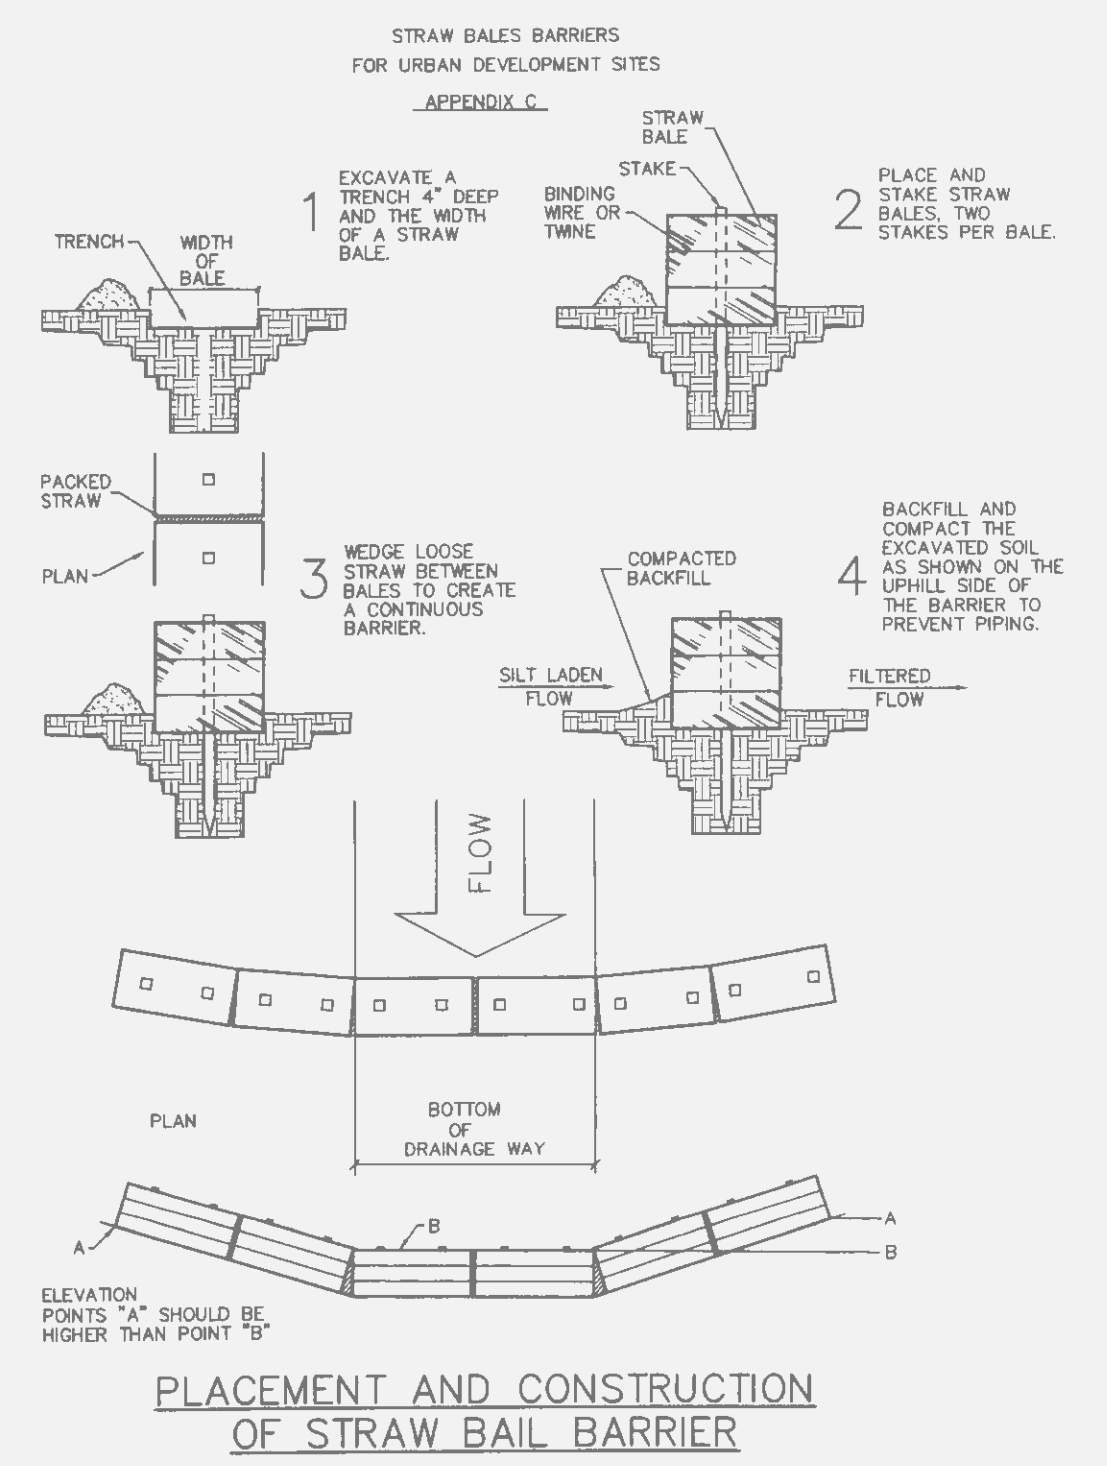 STRAW BALES BARRIERS
FOR URBAN DEVELOPMENT SITES
APPENDIX C
1
EXCAVATE A
TRENCH 4" DEEP
AND THE WIDTH
OF A STRAW
BALE.
TRENCH
WIDTH
OF
BALE
STRAW
BALE
STAKE
BINDING
WIRE OR
TWINE
2
PLACE AND
STAKE STRAW
BALES, TWO
STAKES PER BALE.
PACKED
STRAW
PLAN
3
WEDGE LOOSE
STRAW BETWEEN
BALES TO CREATE
A CONTINUOUS
BARRIER.
COMPACTED
BACKFILL
4
BACKFILL AND
COMPACT THE
EXCAVATED SOIL
AS SHOWN ON THE
UPHILL SIDE OF
THE BARRIER TO
PREVENT PIPING.
SILT LADEN
FLOW
FILTERED
FLOW
FLOW
PLAN
BOTTOM
OF
DRAINAGE WAY
A
B
A
B
ELEVATION
POINTS "A" SHOULD BE
HIGHER THAN POINT "B"
PLACEMENT AND CONSTRUCTION
OF STRAW BAIL BARRIER